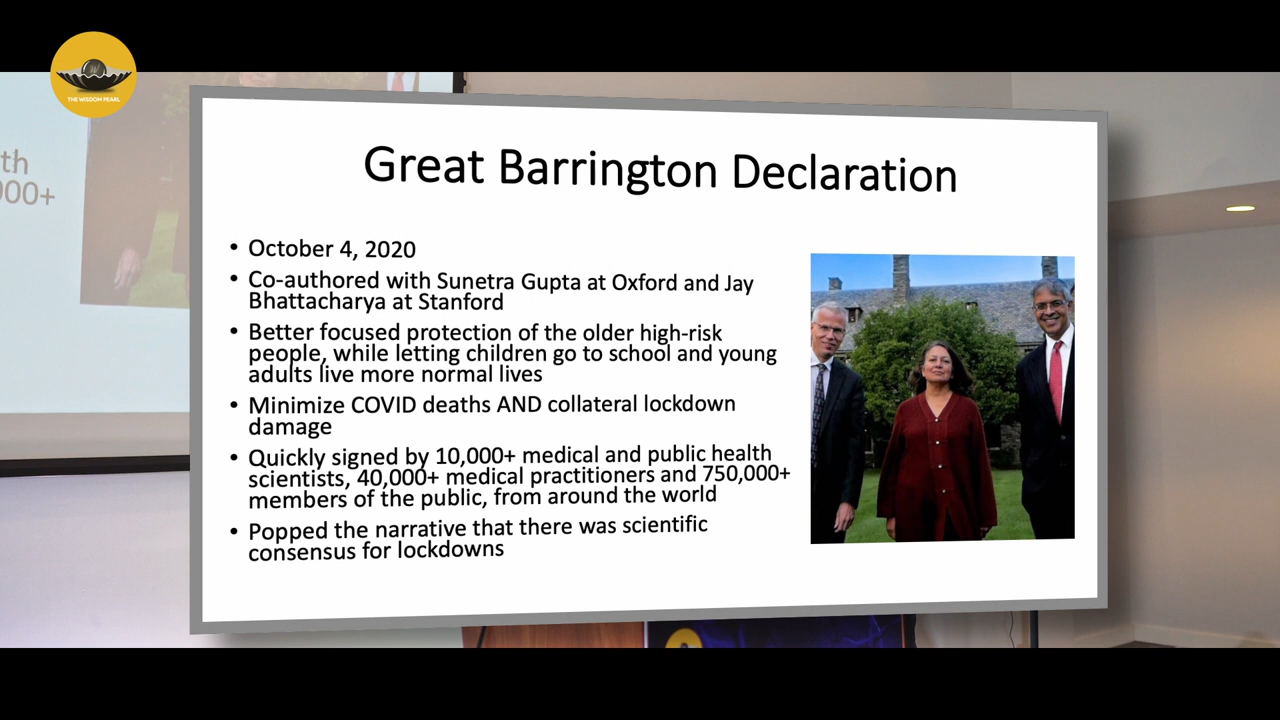 THE WISDOM PEARL
th
000+
Great Barrington Declaration
• October 4, 2020
• Co-authored with Sunetra Gupta at Oxford and Jay
Bhattacharya at Stanford
• Better focused protection of the older high-risk
people, while letting children go to school and young
adults live more normal lives
• Minimize COVID deaths AND collateral lockdown
damage
• Quickly signed by 10,000+ medical and public health
scientists, 40,000+ medical practitioners and 750,000+
members of the public, from around the world
• Popped the narrative that there was scientific
consensus for lockdowns